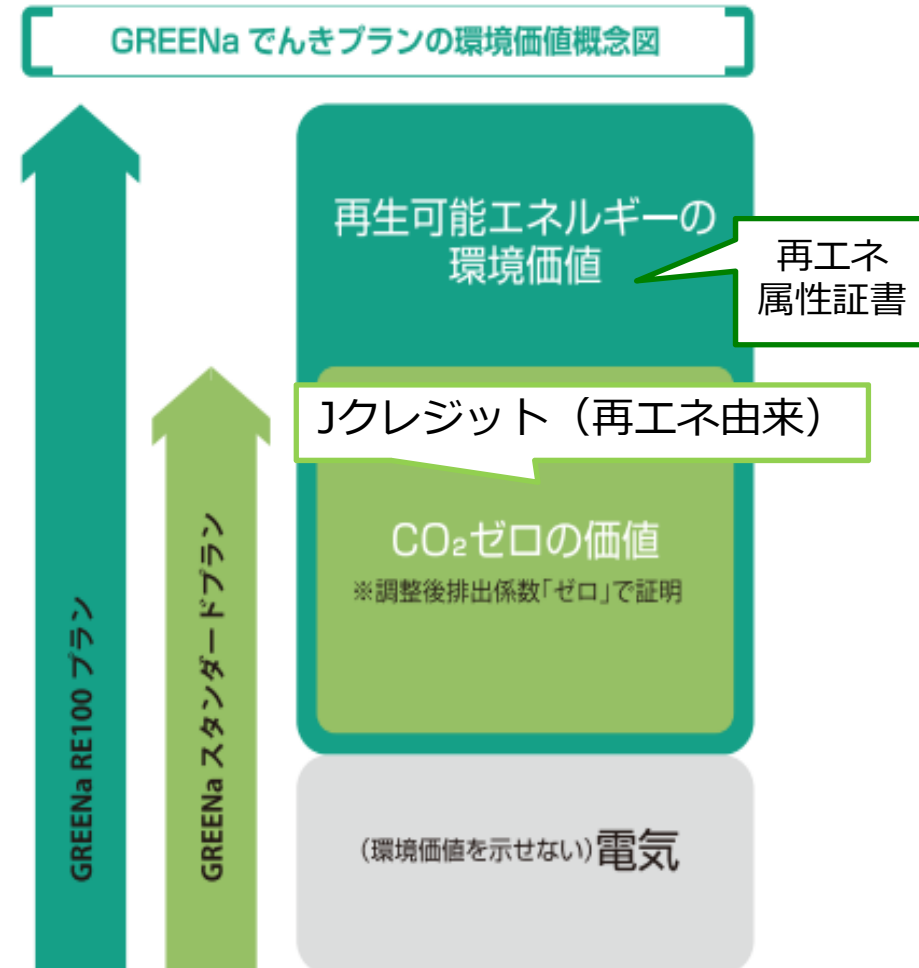 GREENa でんきプランの環境価値概念図
再生可能エネルギーの
環境価値
再エネ
属性証書
Jクレジット（再エネ由来）
CO₂ゼロの価値
※調整後排出係数「ゼロ」で証明
GREENa RE100 プラン
GREENa スタンダードプラン
（環境価値を示せない）電気